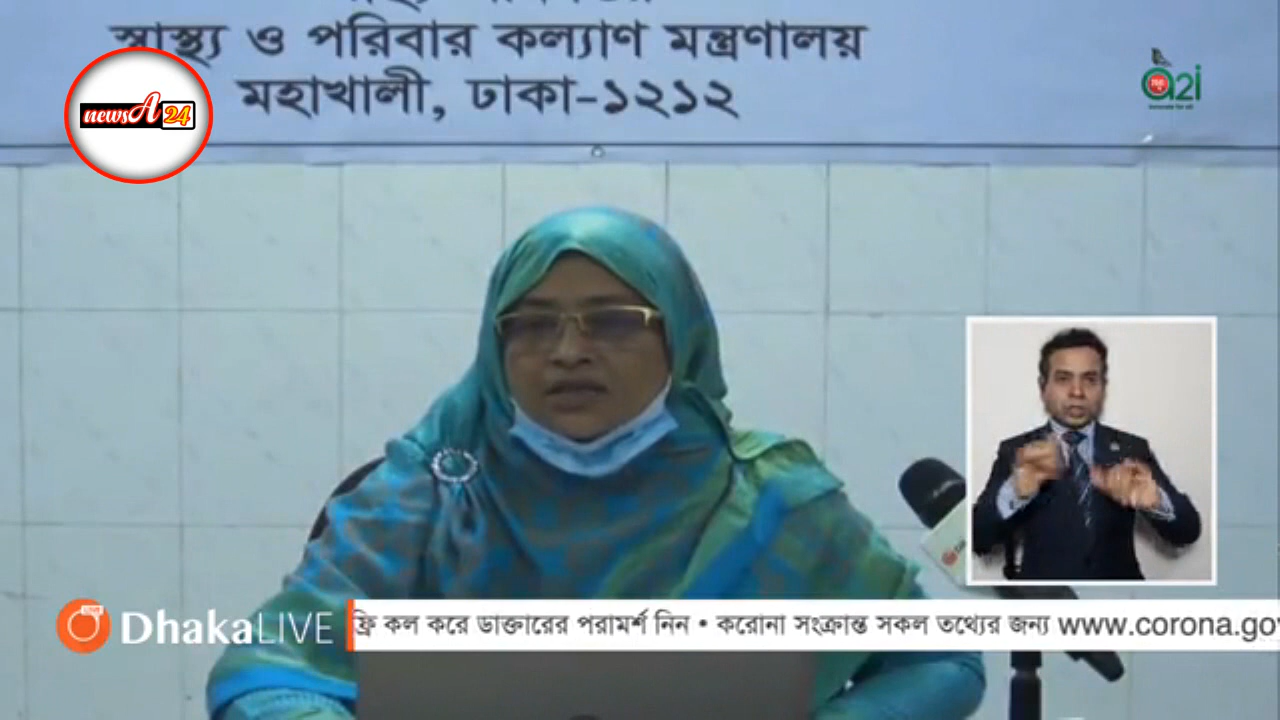 স্বাস্থ্য ও পরিবার কল্যাণ মন্ত্রণালয়
মহাখালী, ঢাকা-১২১২
newsA24
a2i
DhakaLIVE
ফ্রি কল করে ডাক্তারের পরামর্শ নিন • করোনা সংক্রান্ত সকল তথ্যের জন্য www.corona.gov